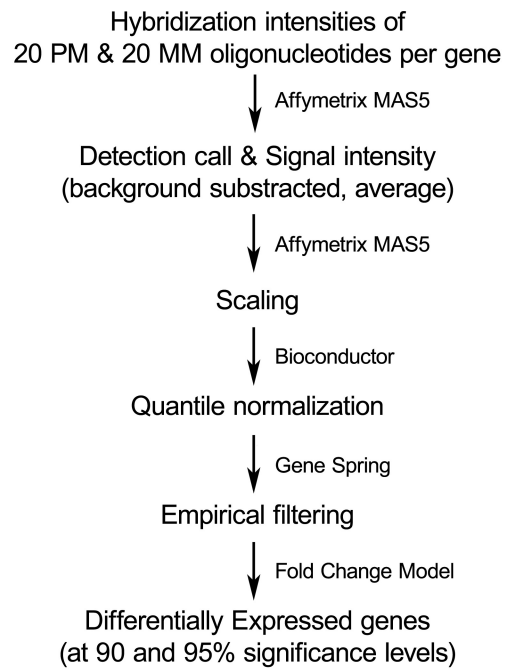 Hybridization intensities of
20 PM & 20 MM oligonucleotides per gene
Affymetrix MAS5
Detection call & Signal intensity
(background substracted, average)
Affymetrix MAS5
Scaling
Bioconductor
Quantile normalization
Gene Spring
Empirical filtering
Fold Change Model
Differentially Expressed genes
(at 90 and 95% significance levels)